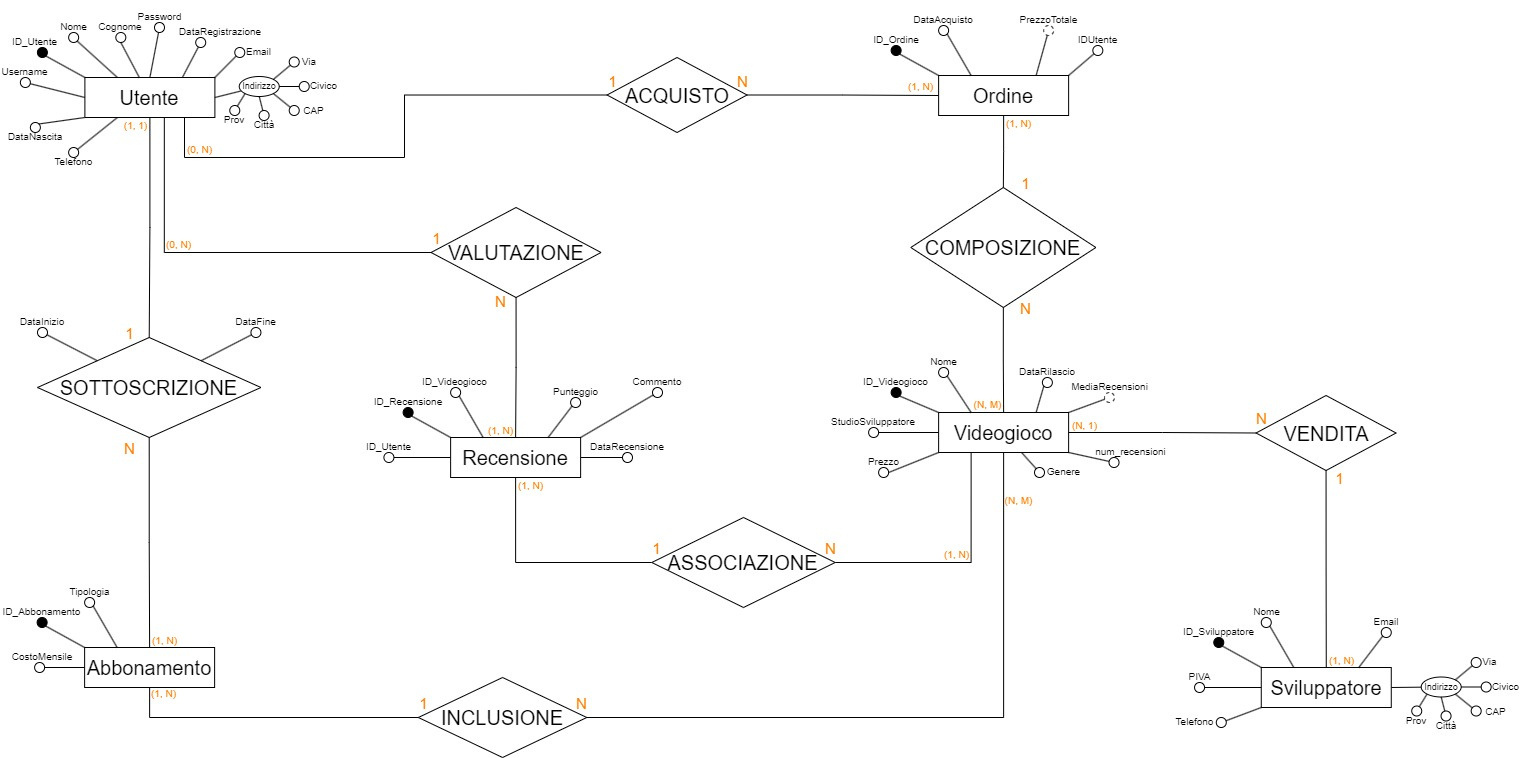 Password
Nome
Cognome
DataRegistrazione
ID_Utente
Email
Username
Via
Indirizzo
Civico
Utente
CAP
Prov
Città
DataNascita
(1, 1)
Telefono
(0, N)
1
ACQUISTO
N
DataAcquisto
PrezzoTotale
ID_Ordine
IDUtente
(1, N)
Ordine
(1, N)
1
COMPOSIZIONE
N
(0, N)
1
VALUTAZIONE
N
DataInizio
DataFine
1
SOTTOSCRIZIONE
N
ID_Videogioco
Commento
Punteggio
ID_Recensione
(1, N)
DataRecensione
ID_Utente
Recensione
(1, N)
Nome
DataRilascio
ID_Videogioco
MediaRecensioni
(N, M)
StudioSviluppatore
Videogioco
(N, 1)
Prezzo
num_recensioni
Genere
(N, M)
N
VENDITA
1
1
ASSOCIAZIONE
N
(1, N)
Tipologia
ID_Abbonamento
(1, N)
CostoMensile
Abbonamento
(1, N)
1
INCLUSIONE
N
Nome
Email
ID_Sviluppatore
(1, N)
PIVA
Sviluppatore
Telefono
Indirizzo
Via
Civico
CAP
Prov
Città